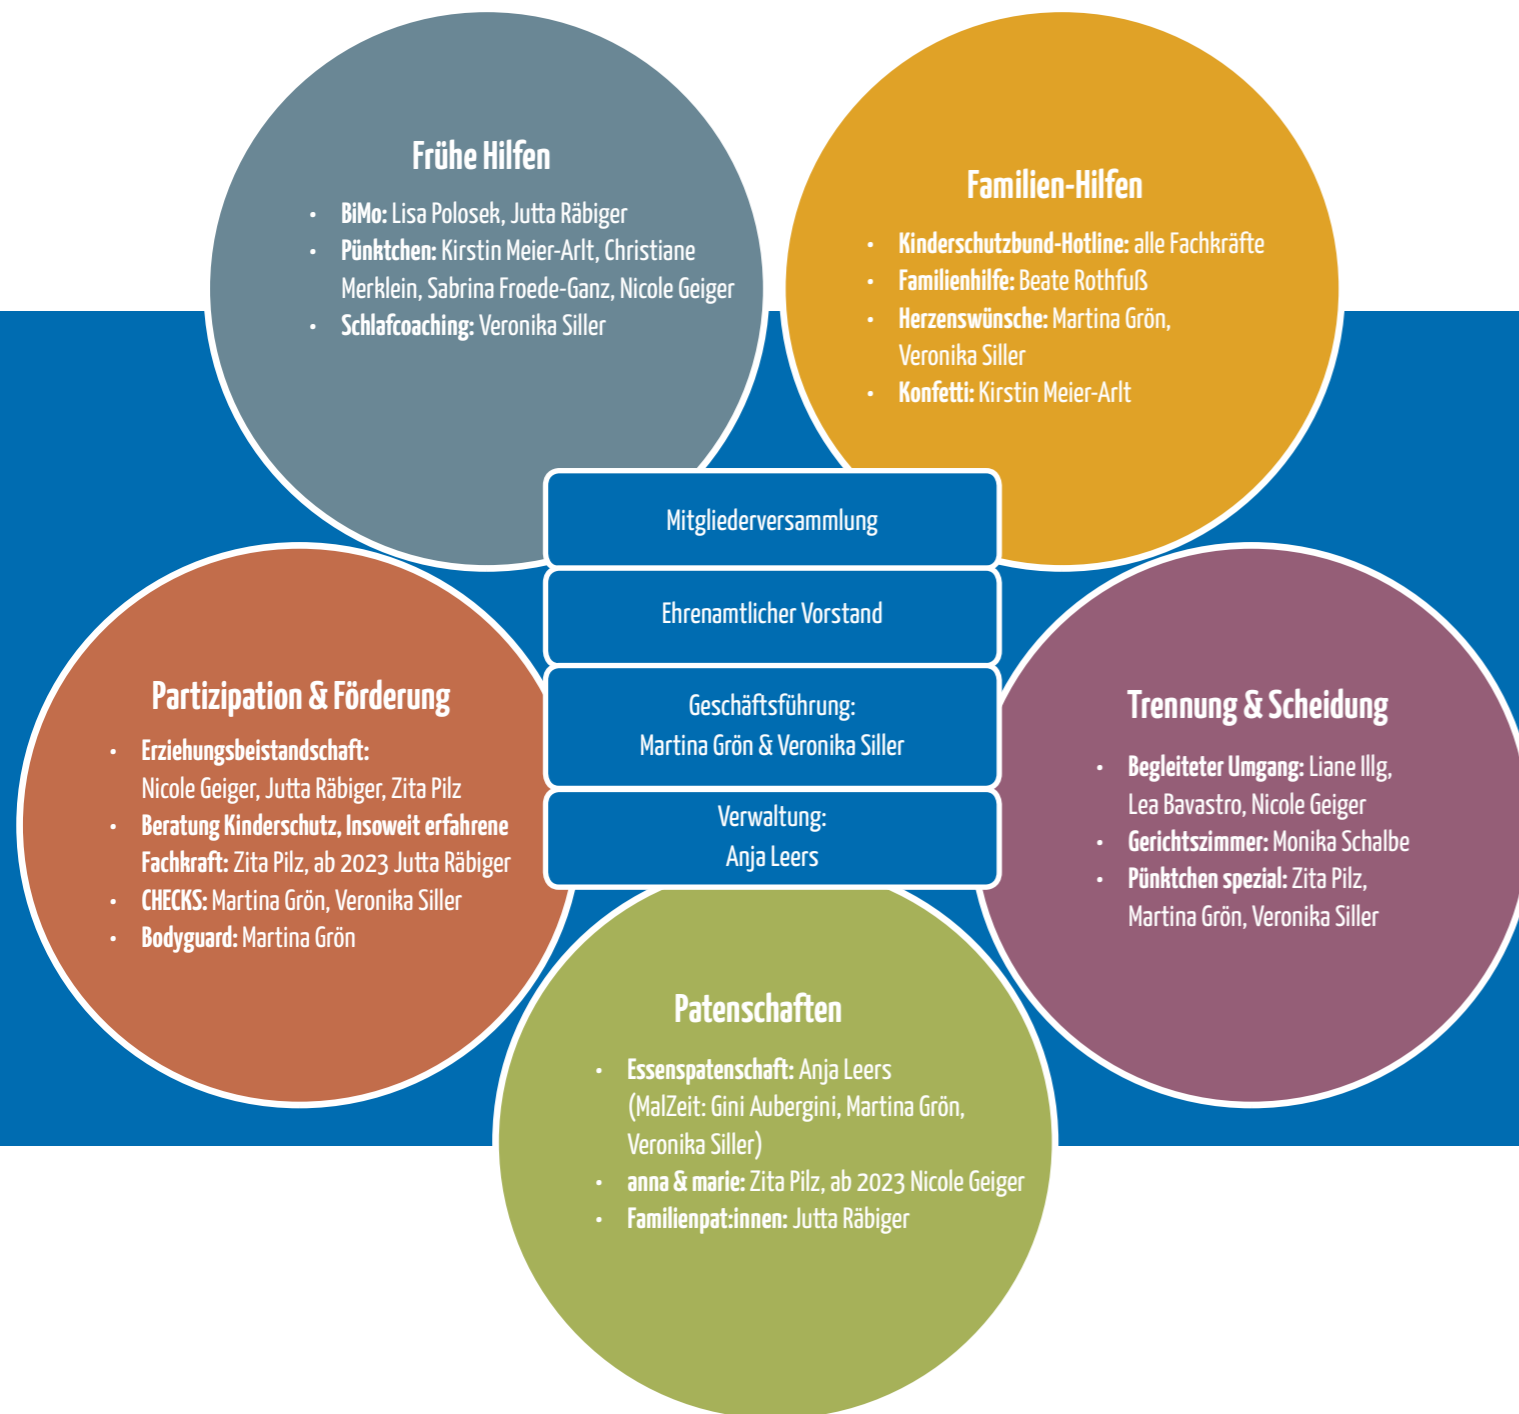 Frühe Hilfen
• BiMo: Lisa Polosek, Jutta Räbiger
• Pünktchen: Kirstin Meier-Arlt, Christiane
Merklein, Sabrina Froede-Ganz, Nicole Geiger
• Schlafcoaching: Veronika Siller
Familien-Hilfen
• Kinderschutzbund-Hotline: alle Fachkräfte
• Familienhilfe: Beate Rothfuß
• Herzenswünsche: Martina Grön,
Veronika Siller
• Konfetti: Kirstin Meier-Arlt
Mitgliederversammlung
Ehrenamtlicher Vorstand
Geschäftsführung:
Martina Grön & Veronika Siller
Verwaltung:
Anja Leers
Partizipation & Förderung
• Erziehungsbeistandschaft:
Nicole Geiger, Jutta Räbiger, Zita Pilz
• Beratung Kinderschutz, Insoweit erfahrene
Fachkraft: Zita Pilz, ab 2023 Jutta Räbiger
• CHECKS: Martina Grön, Veronika Siller
• Bodyguard: Martina Grön
Trennung & Scheidung
• Begleiteter Umgang: Liane Illg,
Lea Bavastro, Nicole Geiger
• Gerichtszimmer: Monika Schalbe
• Pünktchen spezial: Zita Pilz,
Martina Grön, Veronika Siller
Patenschaften
• Essenspatenschaft: Anja Leers
(MalZeit: Gini Aubergini, Martina Grön,
Veronika Siller)
• anna & marie: Zita Pilz, ab 2023 Nicole Geiger
• Familienpat:innen: Jutta Räbiger